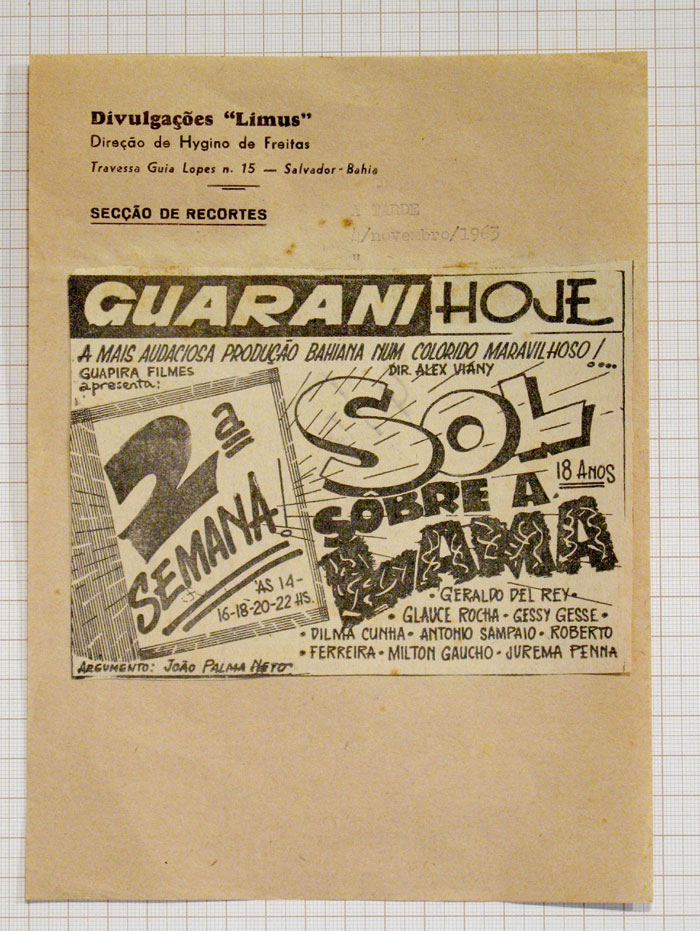 Divulgações “Limus”
Direção de Hygino de Freitas
Travessa Guia Lopes n. 15 — Salvador-Bahia
SECÇÃO DE RECORTES
A TARDE
/novembro/1963
"
GUARANI HOJE
A MAIS AUDACIOSA PRODUÇÃO BAHIANA NUM COLORIDO MARAVILHOSO!....
GUAPIRA FILMES
apresenta:
DIR. ALEX VIANY
2ª
SEMANA!
ÀS 14-
16-18-20-22 HS.
SOL
SÔBRE A
LAMA
18 ANOS
• GERALDO DEL REY •
• GLAUCE ROCHA • GESSY GESSE •
• DILMA CUNHA • ANTONIO SAMPAIO • ROBERTO
• FERREIRA • MILTON GAUCHO • JUREMA PENNA
ARGUMENTO: JOÃO PALMA NETO